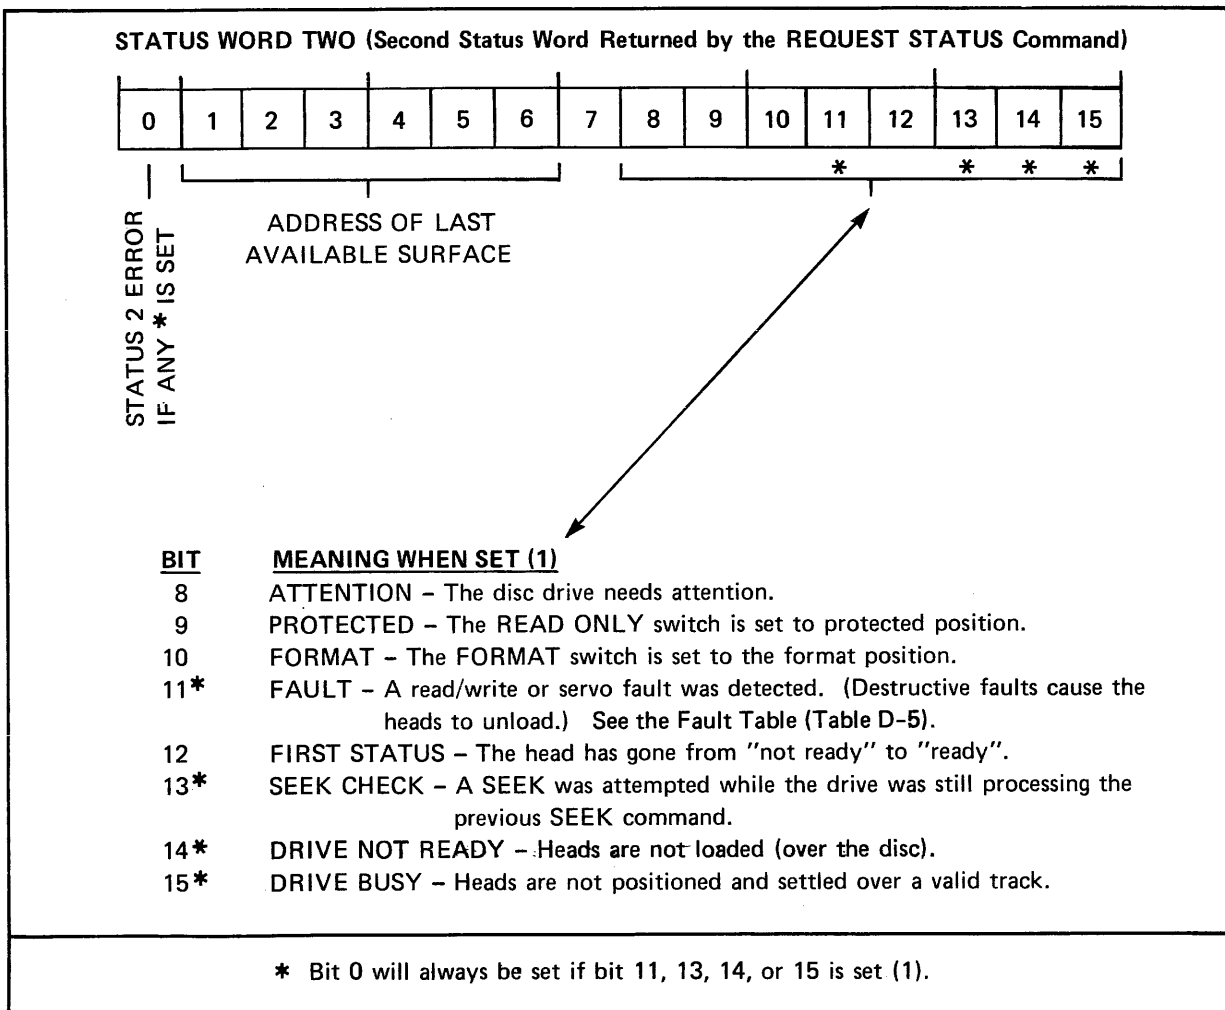 STATUS WORD TWO (Second Status Word Returned by the REQUEST STATUS Command)
0 1 2 3 4 5 6 7 8 9 10 11 12 13 14 15
* * * *
STATUS 2 ERROR
IF ANY * IS SET
ADDRESS OF LAST
AVAILABLE SURFACE
BIT MEANING WHEN SET (1)
8 ATTENTION – The disc drive needs attention.
9 PROTECTED – The READ ONLY switch is set to protected position.
10 FORMAT – The FORMAT switch is set to the format position.
11* FAULT – A read/write or servo fault was detected. (Destructive faults cause the
heads to unload.) See the Fault Table (Table D-5).
12 FIRST STATUS – The head has gone from "not ready" to "ready".
13* SEEK CHECK – A SEEK was attempted while the drive was still processing the
previous SEEK command.
14* DRIVE NOT READY – Heads are not loaded (over the disc).
15* DRIVE BUSY – Heads are not positioned and settled over a valid track.
* Bit 0 will always be set if bit 11, 13, 14, or 15 is set (1).